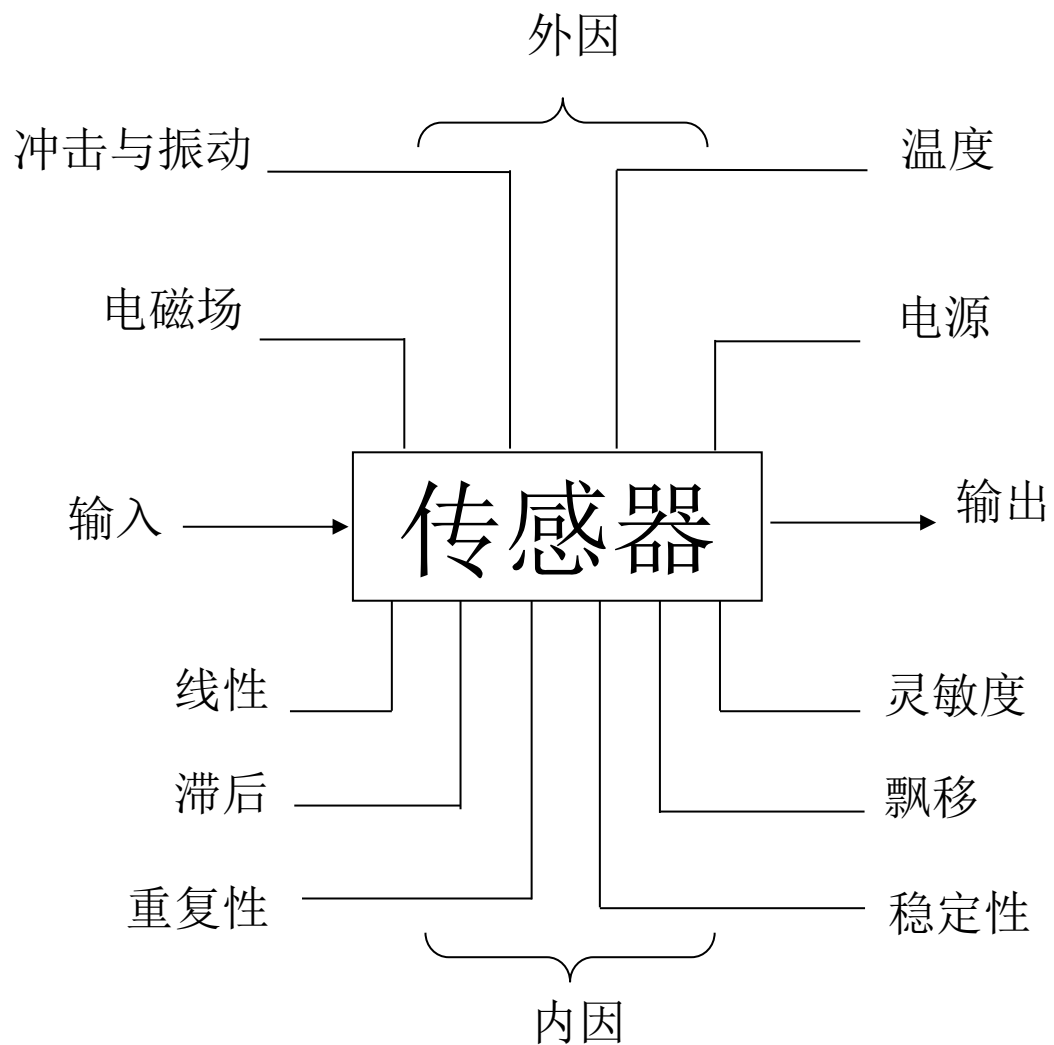 外因
冲击与振动
温度
电磁场
电源
输入
传感器
输出
线性
灵敏度
滞后
飘移
重复性
稳定性
内因